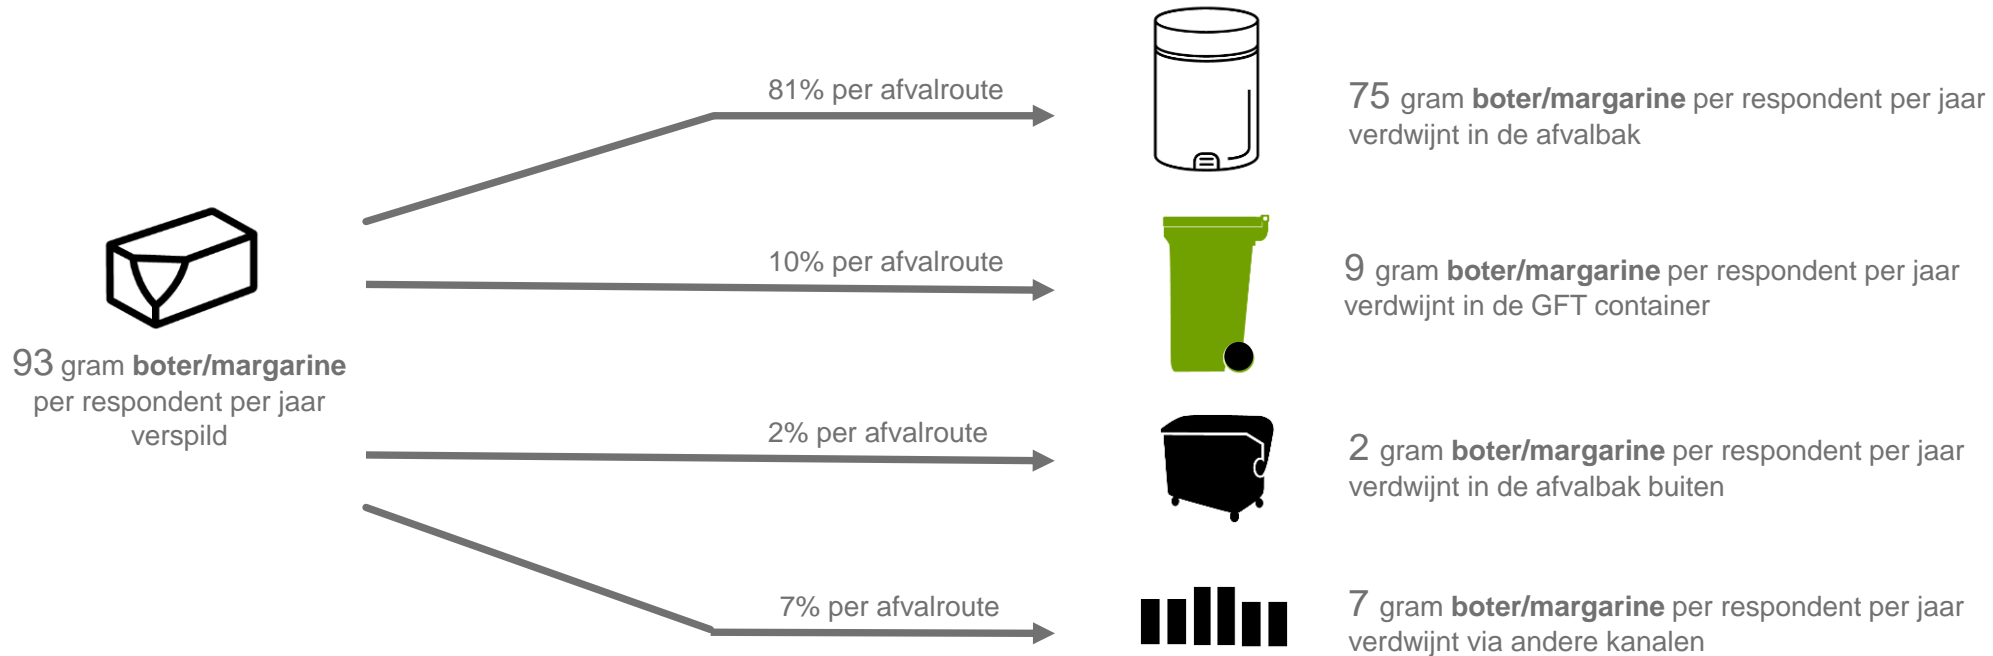 93 gram boter/margarine
per respondent per jaar
verspild
81% per afvalroute
75 gram boter/margarine per respondent per jaar
verdwijnt in de afvalbak
10% per afvalroute
9 gram boter/margarine per respondent per jaar
verdwijnt in de GFT container
2% per afvalroute
2 gram boter/margarine per respondent per jaar
verdwijnt in de afvalbak buiten
7% per afvalroute
7 gram boter/margarine per respondent per jaar
verdwijnt via andere kanalen